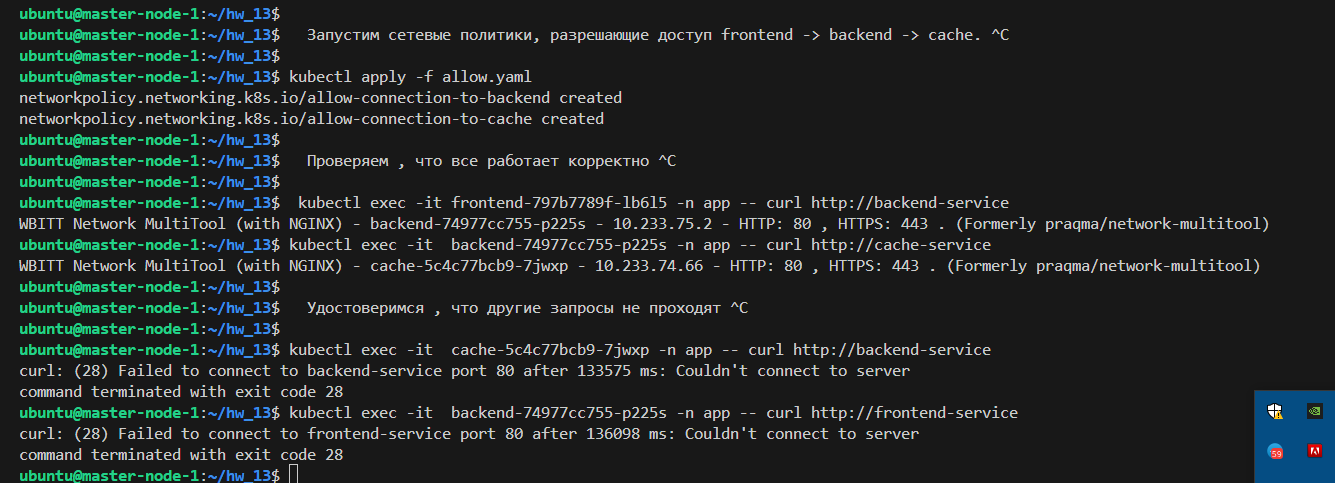 ubuntu@master-node-1:~/hw_13$
ubuntu@master-node-1:~/hw_13$   Запустим сетевые политики, разрешающие доступ frontend -> backend -> cache. ^C
ubuntu@master-node-1:~/hw_13$
ubuntu@master-node-1:~/hw_13$ kubectl apply -f allow.yaml
networkpolicy.networking.k8s.io/allow-connection-to-backend created
networkpolicy.networking.k8s.io/allow-connection-to-cache created
ubuntu@master-node-1:~/hw_13$
ubuntu@master-node-1:~/hw_13$   Проверяем , что все работает корректно ^C
ubuntu@master-node-1:~/hw_13$
ubuntu@master-node-1:~/hw_13$  kubectl exec -it frontend-797b7789f-lb6l5 -n app -- curl http://backend-service
WBITT Network MultiTool (with NGINX) - backend-74977cc755-p225s - 10.233.75.2 - HTTP: 80 , HTTPS: 443 . (Formerly praqma/network-multitool)
ubuntu@master-node-1:~/hw_13$ kubectl exec -it  backend-74977cc755-p225s -n app -- curl http://cache-service
WBITT Network MultiTool (with NGINX) - cache-5c4c77bcb9-7jwxp - 10.233.74.66 - HTTP: 80 , HTTPS: 443 . (Formerly praqma/network-multitool)
ubuntu@master-node-1:~/hw_13$
ubuntu@master-node-1:~/hw_13$   Удостоверимся , что другие запросы не проходят ^C
ubuntu@master-node-1:~/hw_13$
ubuntu@master-node-1:~/hw_13$ kubectl exec -it  cache-5c4c77bcb9-7jwxp -n app -- curl http://backend-service
curl: (28) Failed to connect to backend-service port 80 after 133575 ms: Couldn't connect to server
command terminated with exit code 28
ubuntu@master-node-1:~/hw_13$ kubectl exec -it  backend-74977cc755-p225s -n app -- curl http://frontend-service
curl: (28) Failed to connect to frontend-service port 80 after 136098 ms: Couldn't connect to server
command terminated with exit code 28
ubuntu@master-node-1:~/hw_13$
59